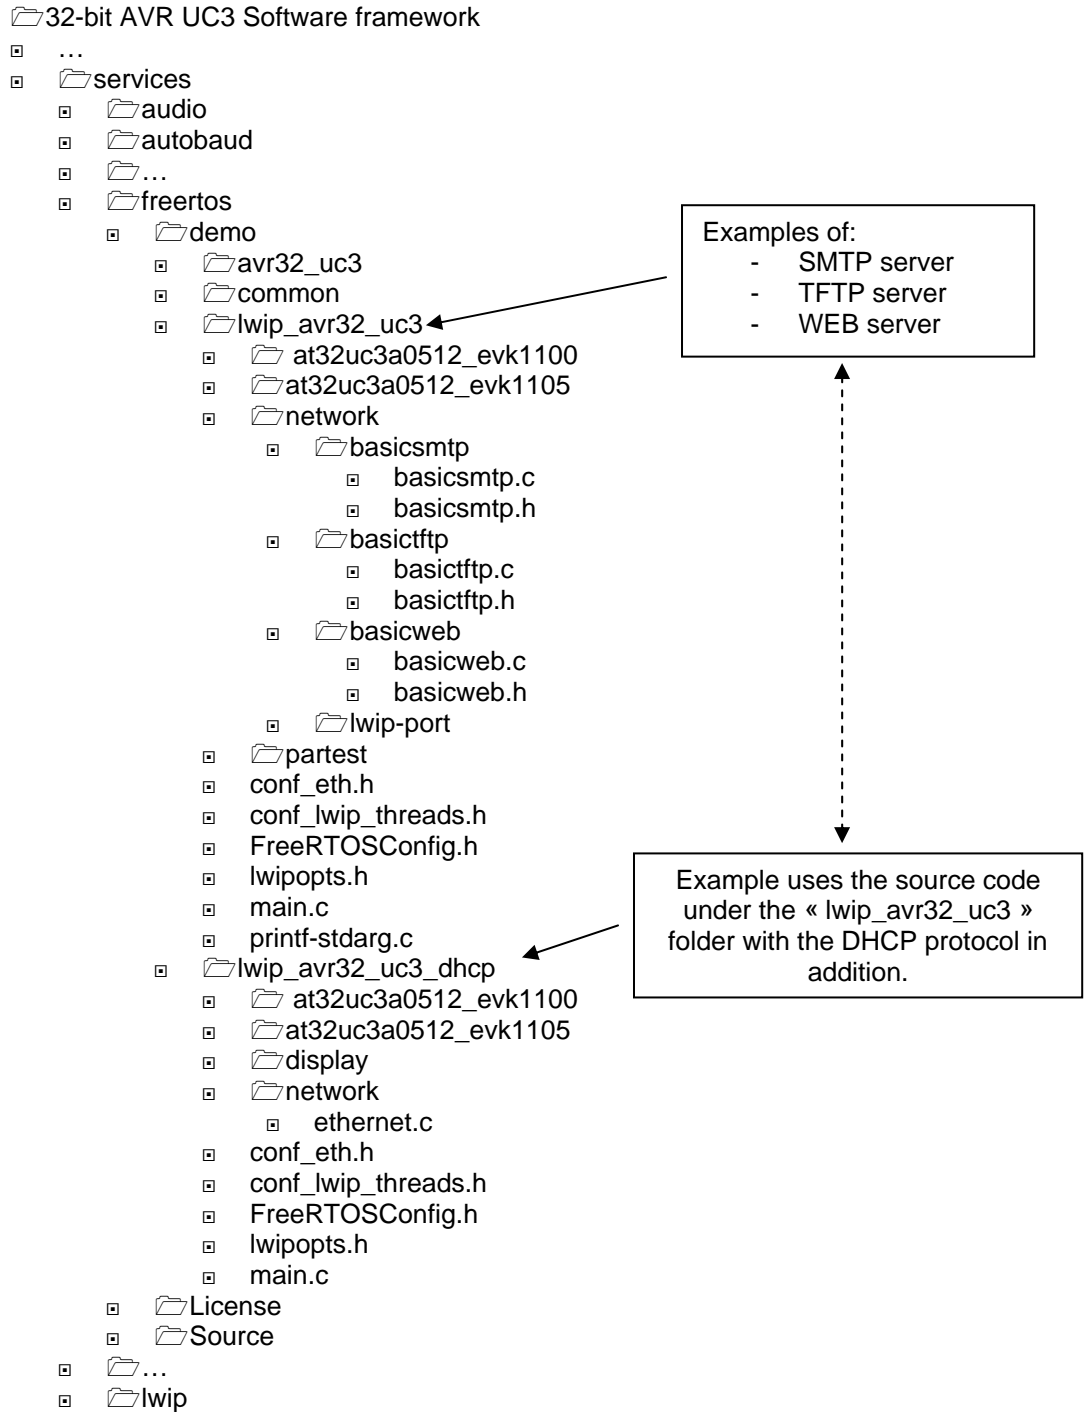 32-bit AVR UC3 Software framework
…
services
audio
autobaud
…
freertos
demo
avr32_uc3
common
lwip_avr32_uc3
at32uc3a0512_evk1100
at32uc3a0512_evk1105
network
basicsmtp
basicsmtp.c
basicsmtp.h
basictftp
basictftp.c
basictftp.h
basicweb
basicweb.c
basicweb.h
lwip-port
partest
conf_eth.h
conf_lwip_threads.h
FreeRTOSConfig.h
lwipopts.h
main.c
printf-stdarg.c
lwip_avr32_uc3_dhcp
at32uc3a0512_evk1100
at32uc3a0512_evk1105
display
network
ethernet.c
conf_eth.h
conf_lwip_threads.h
FreeRTOSConfig.h
lwipopts.h
main.c
License
Source
…
lwip
Examples of:
- SMTP server
- TFTP server
- WEB server
Example uses the source code
under the « lwip_avr32_uc3 »
folder with the DHCP protocol in
addition.